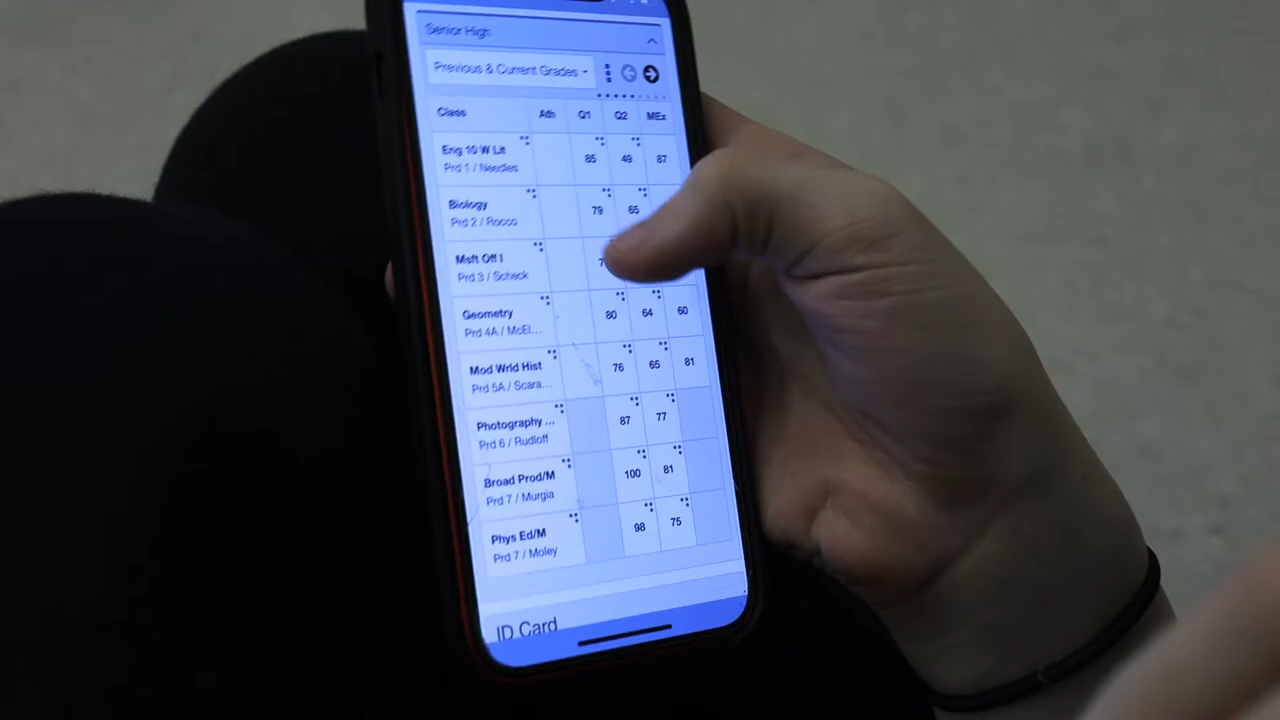 Senior High
Previous & Current Grades
Class Ath Q1 Q2 MEx
Eng 10 W Lit 85 49 87
Prd 1 / Needles
Biology 79 65
Prd 2 / Rocco
Msft Off I 7
Prd 3 / Scheck
Geometry 80 64 60
Prd 4A / McEl...
Mod Wrld Hist 76 65 81
Prd 5A / Scara...
Photography ... 87 77
Prd 6 / Rudloff
Broad Prod/M 100 81
Prd 7 / Murgia
Phys Ed/M 98 75
Prd 7 / Moley
ID Card